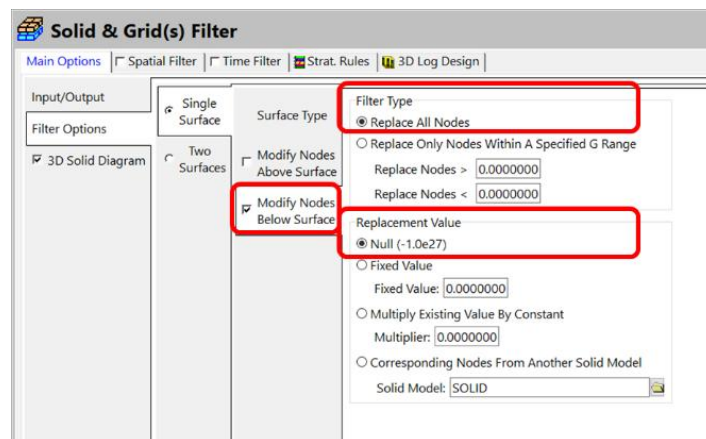 Solid & Grid(s) Filter
Main Options
Spatial Filter
Time Filter
Strat. Rules
3D Log Design
Input/Output
Filter Options
3D Solid Diagram
Single
Surface
Two
Surfaces
Surface Type
Modify Nodes
Above Surface
Modify Nodes
Below Surface
Filter Type
Replace All Nodes
Replace Only Nodes Within A Specified G Range
Replace Nodes > 0.0000000
Replace Nodes < 0.0000000
Replacement Value
Null (-1.0e27)
Fixed Value
Fixed Value: 0.0000000
Multiply Existing Value By Constant
Multiplier: 0.0000000
Corresponding Nodes From Another Solid Model
Solid Model: SOLID